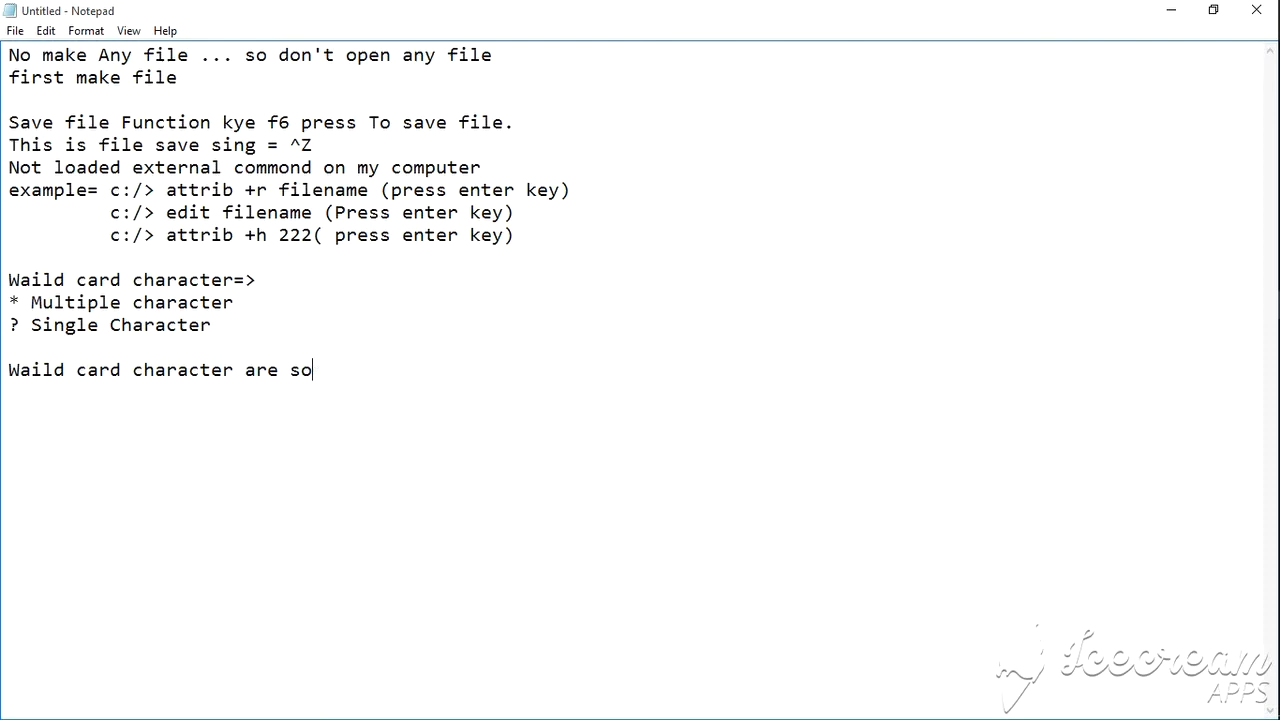 Untitled - Notepad
File Edit Format View Help
No make Any file ... so don't open any file
first make file
Save file Function kye f6 press To save file.
This is file save sing = ^Z
Not loaded external commond on my computer
example= c:/> attrib +r filename (press enter key)
c:/> edit filename (Press enter key)
c:/> attrib +h 222( press enter key)
Waild card character=>
* Multiple character
? Single Character
Waild card character are so
Icecream
APPS